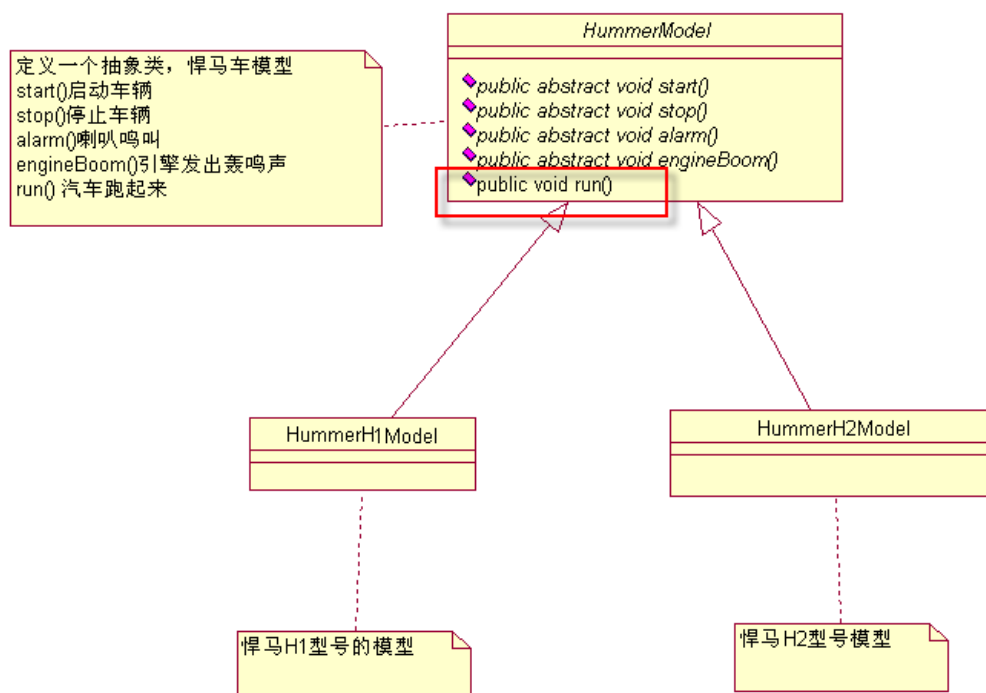 HummerModel
定义一个抽象类，悍马车模型
start()启动车辆
stop()停止车辆
alarm()喇叭鸣叫
engineBoom()引擎发出轰鸣声
run() 汽车跑起来
public abstract void start()
public abstract void stop()
public abstract void alarm()
public abstract void engineBoom()
public void run()
HummerH1Model
HummerH2Model
悍马H1型号的模型
悍马H2型号模型